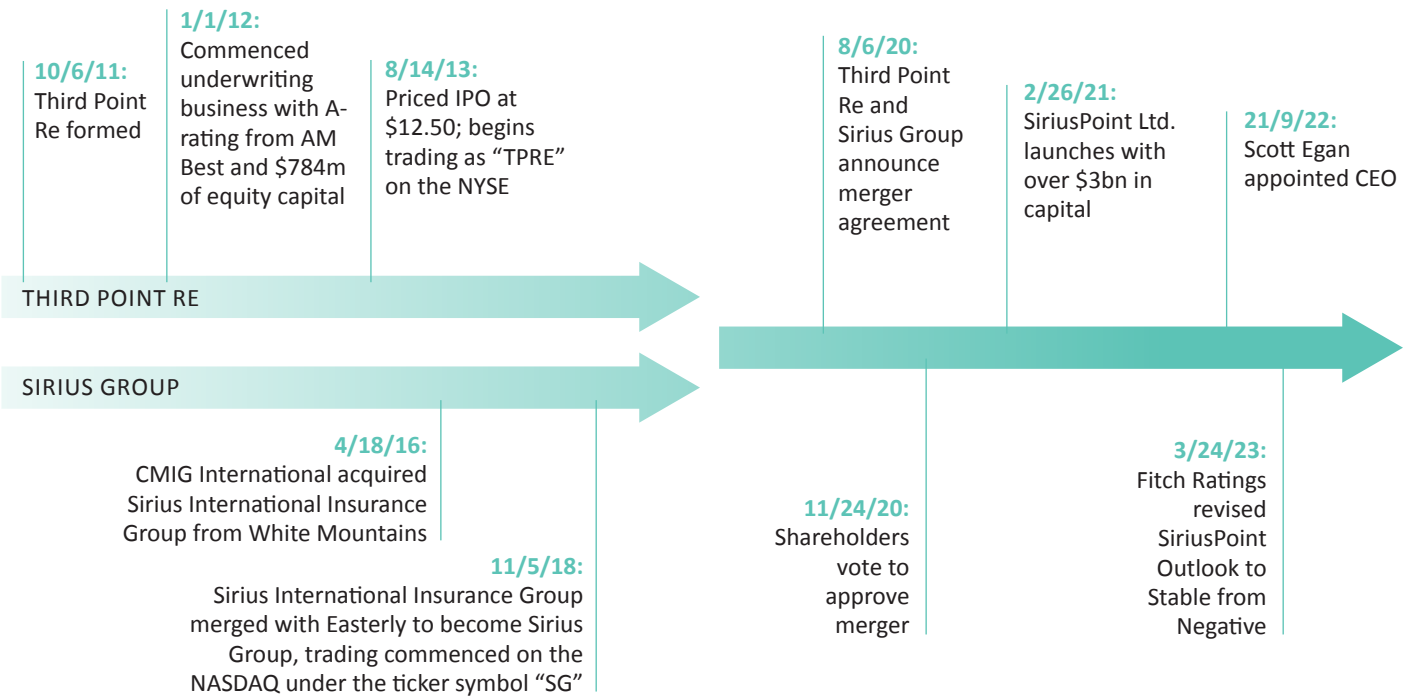 10/6/11:
Third Point
Re formed
1/1/12:
Commenced
underwriting
business with A-
rating from AM
Best and $784m
of equity capital
8/14/13:
Priced IPO at
$12.50; begins
trading as “TPRE”
on the NYSE
THIRD POINT RE
SIRIUS GROUP
4/18/16:
CMIG International acquired
Sirius International Insurance
Group from White Mountains
11/5/18:
Sirius International Insurance Group
merged with Easterly to become Sirius
Group, trading commenced on the
NASDAQ under the ticker symbol “SG”
8/6/20:
Third Point
Re and
Sirius Group
announce
merger
agreement
11/24/20:
Shareholders
vote to
approve
merger
2/26/21:
SiriusPoint Ltd.
launches with
over $3bn in
capital
21/9/22:
Scott Egan
appointed CEO
3/24/23:
Fitch Ratings
revised
SiriusPoint
Outlook to
Stable from
Negative